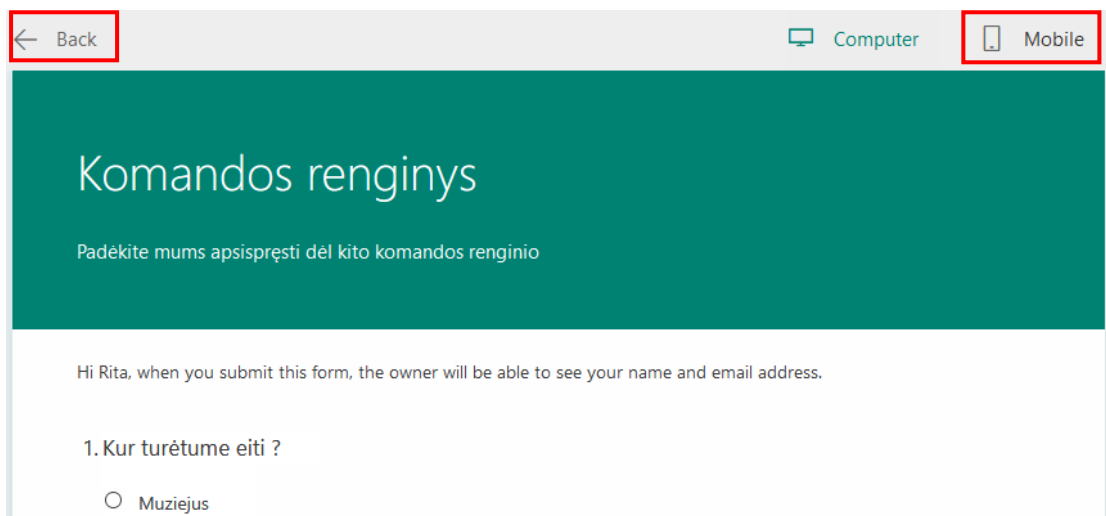 Back
Computer
Mobile
Komandos renginys
Padėkite mums apsispręsti dėl kito komandos renginio
Hi Rita, when you submit this form, the owner will be able to see your name and email address.
1. Kur turėtume eiti ?
Muziejus